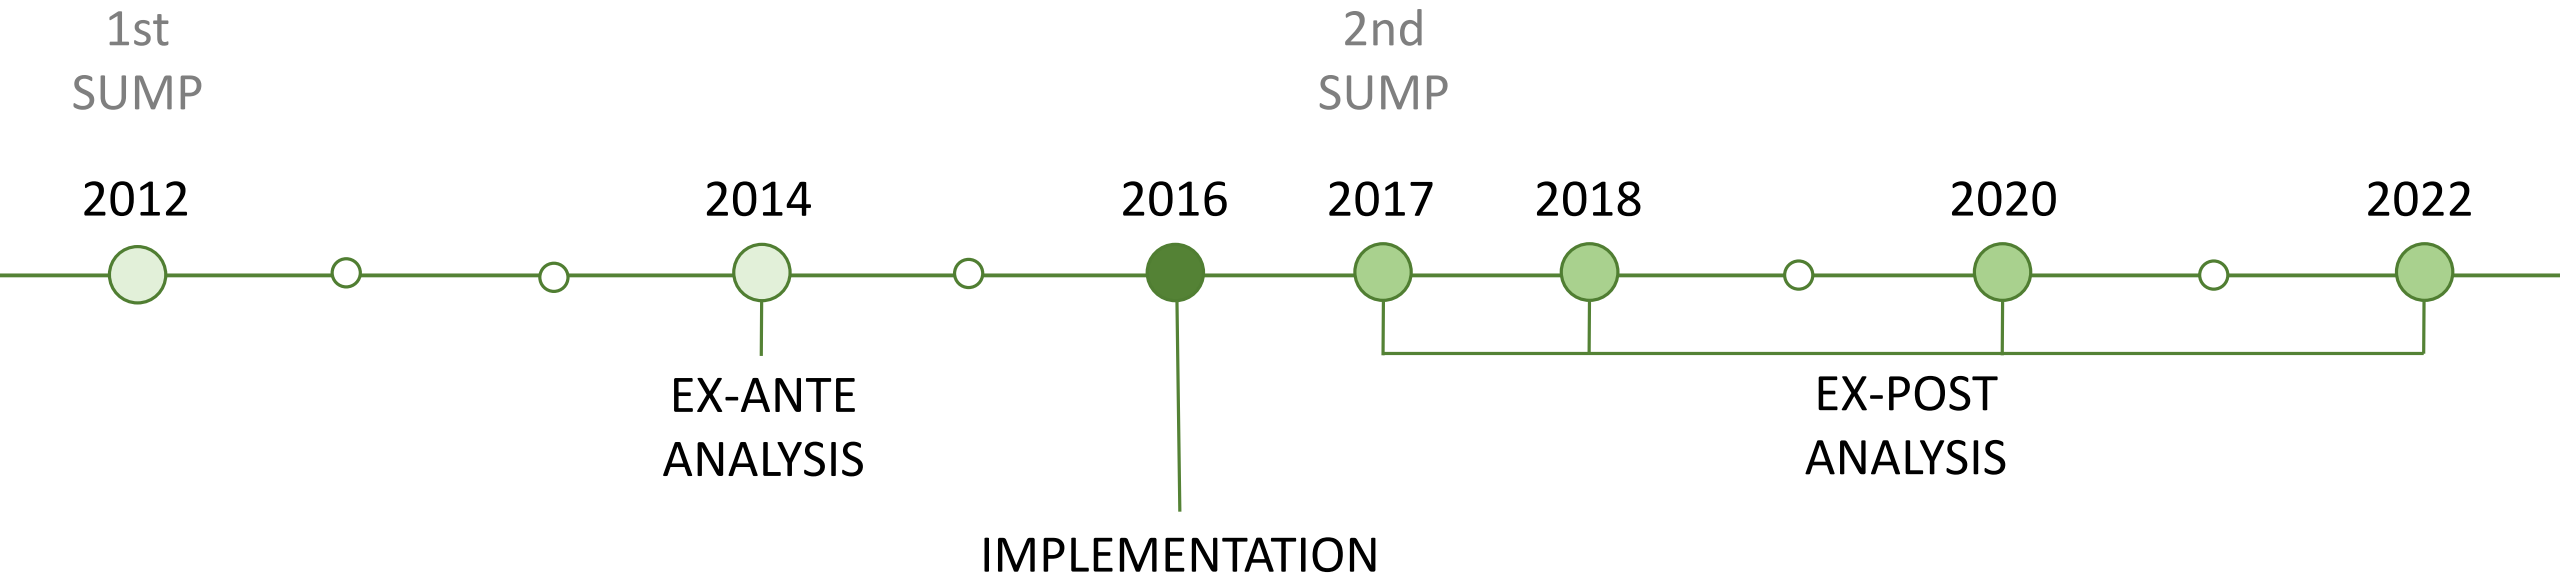 1st
SUMP
2nd
SUMP
2012
2014
2016
2017
2018
2020
2022
EX-ANTE
ANALYSIS
EX-POST
ANALYSIS
IMPLEMENTATION